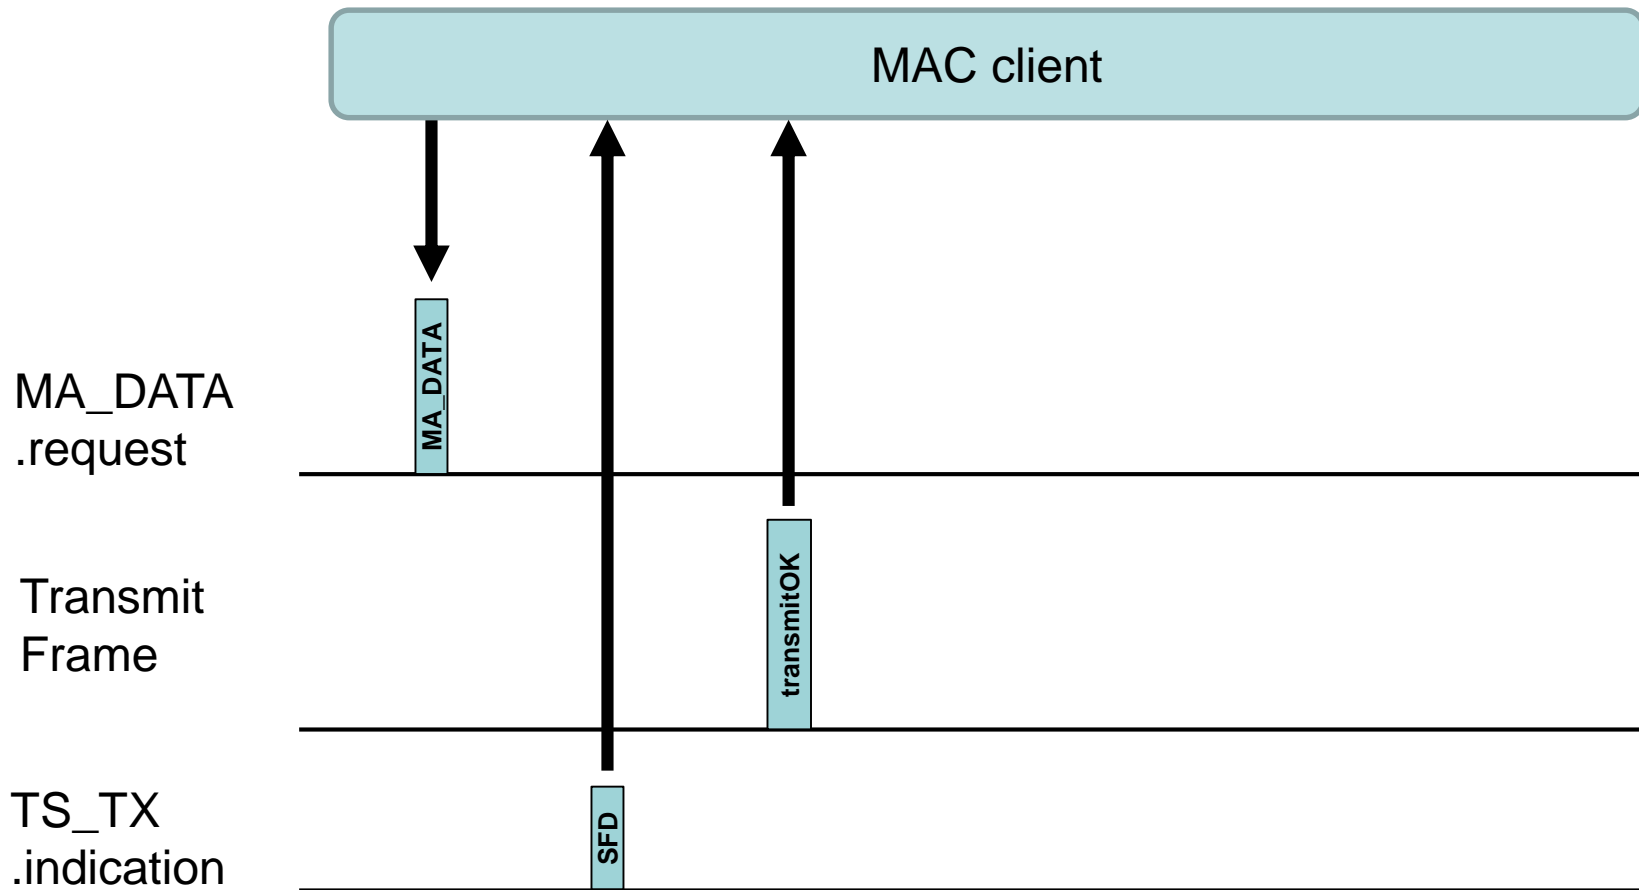 MAC client
MA_DATA
MA_DATA
.request
transmitOK
Transmit
Frame
SFD
TS_TX
.indication